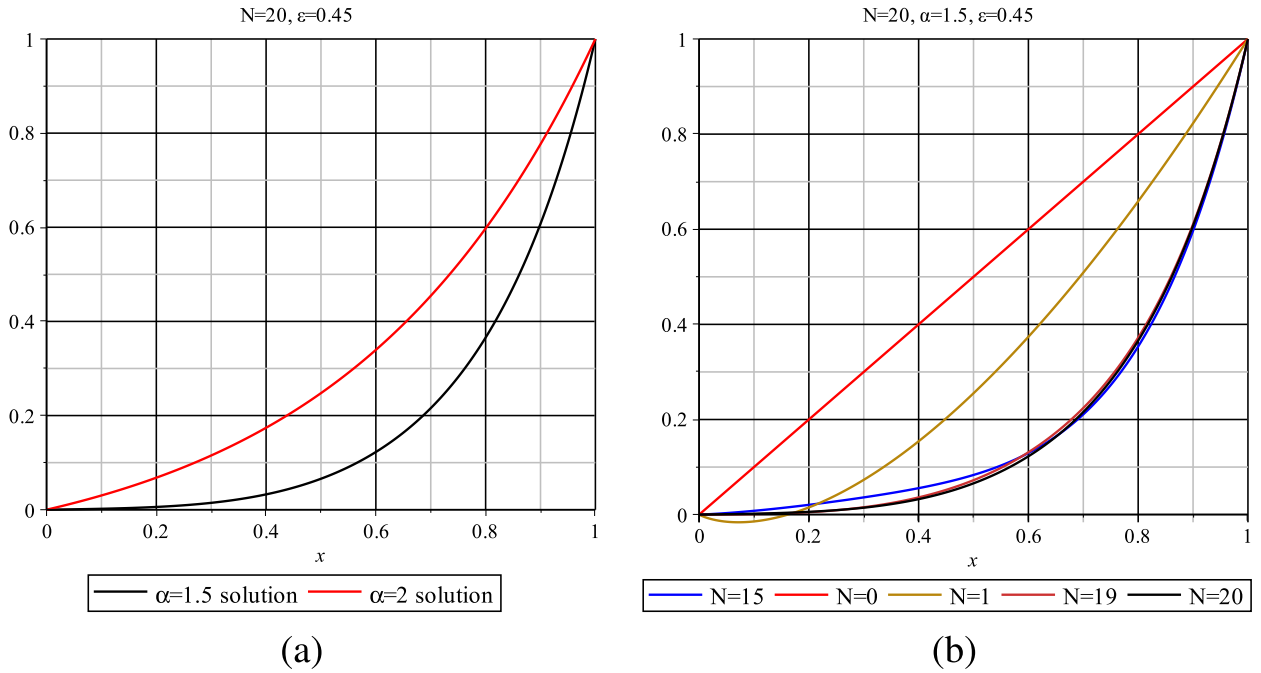 N=20, ε=0.45
1
0.8
0.6
0.4
0.2
0
0 0.2 0.4 0.6 0.8 1
x
α=1.5 solution α=2 solution
(a)
N=20, α=1.5, ε=0.45
1
0.8
0.6
0.4
0.2
0
0 0.2 0.4 0.6 0.8 1
x
N=15 N=0 N=1 N=19 N=20
(b)